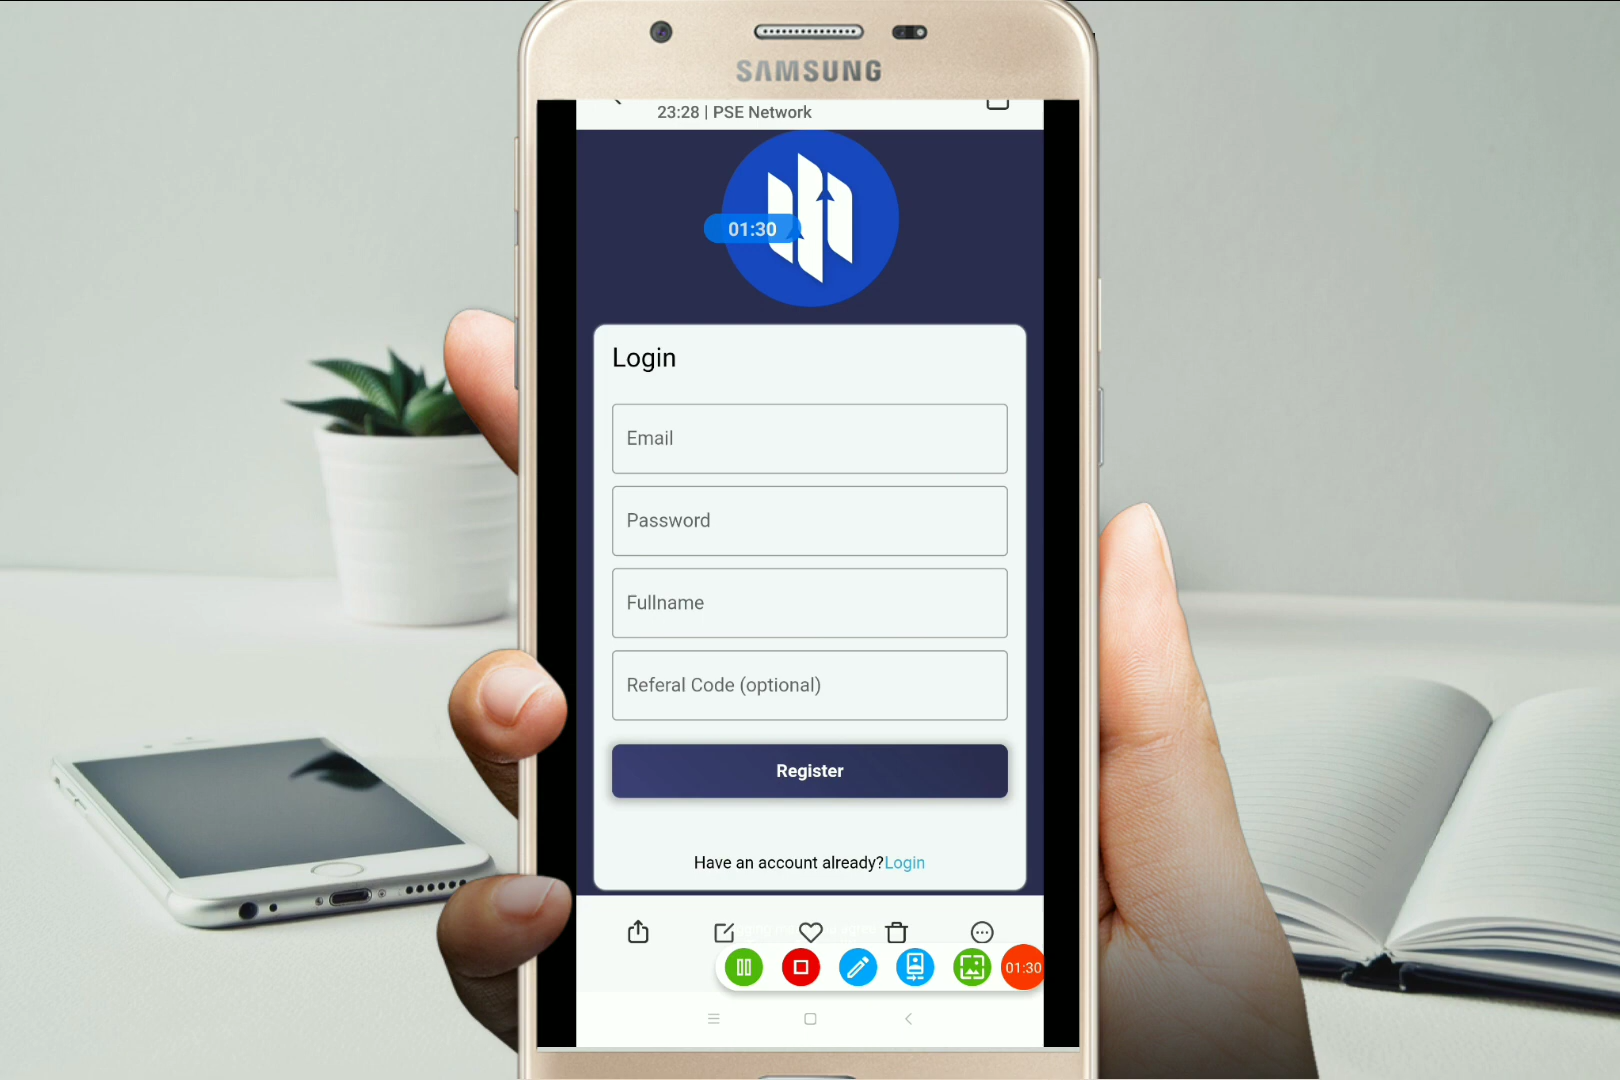 SAMSUNG
23:28 | PSE Network
01:30
Login
Email
Password
Fullname
Referal Code (optional)
Register
Have an account already?Login
01:30